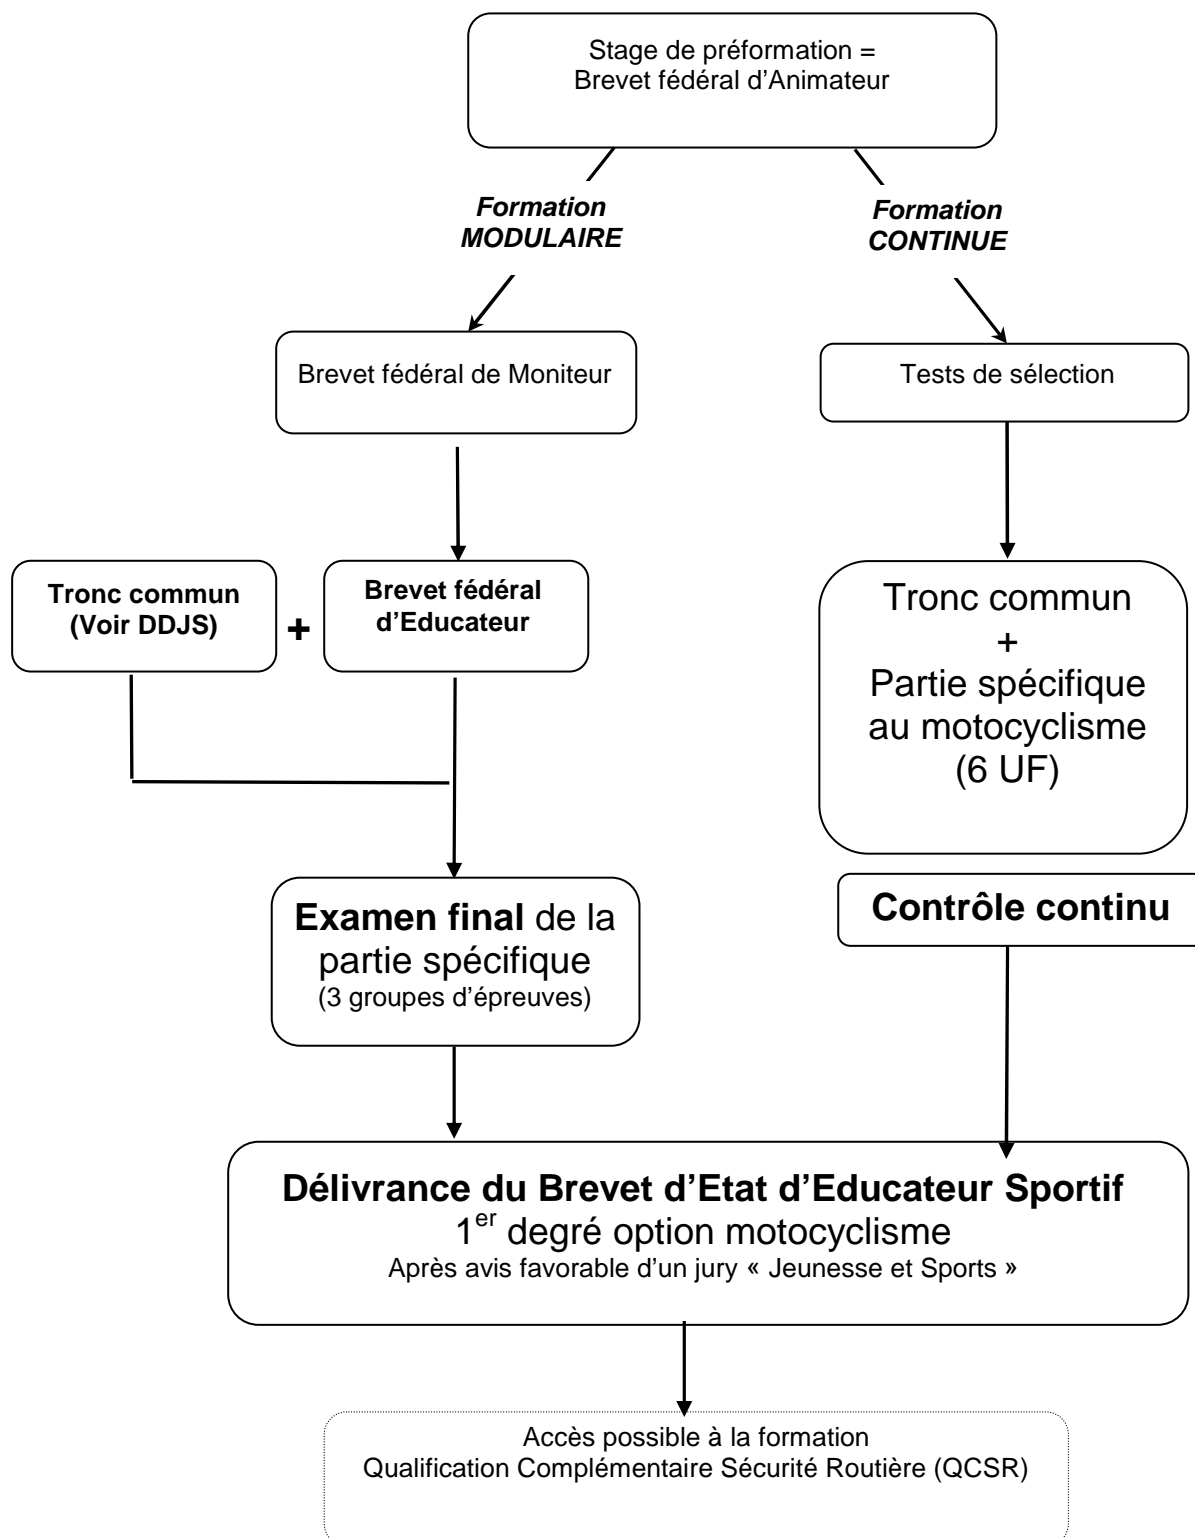 Stage de préformation =
Brevet fédéral d’Animateur
Formation
MODULAIRE
Formation
CONTINUE
Brevet fédéral de Moniteur
Tests de sélection
Tronc commun
(Voir DDJS)
+
Brevet fédéral
d’Educateur
Tronc commun
+
Partie spécifique
au motocyclisme
(6 UF)
Contrôle continu
Examen final de la
partie spécifique
(3 groupes d’épreuves)
Délivrance du Brevet d’Etat d’Educateur Sportif
1er degré option motocyclisme
Après avis favorable d’un jury « Jeunesse et Sports »
Accès possible à la formation
Qualification Complémentaire Sécurité Routière (QCSR)